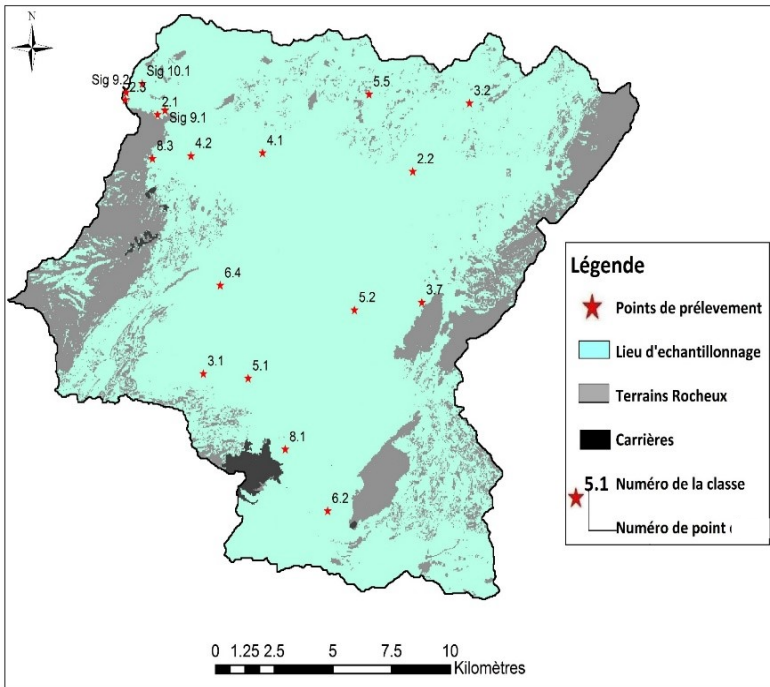 N
Sig 10.1
Sig 9.2
2.3
2.1
Sig 9.1
5.5
3.2
8.3
4.2
4.1
2.2
6.4
5.2
3.7
3.1
5.1
8.1
6.2
Légende
Points de prélevement
Lieu d'echantillonnage
Terrains Rocheux
Carrières
5.1 Numéro de la classe
Numéro de point
0 1.25 2.5 5 7.5 10
Kilomètres